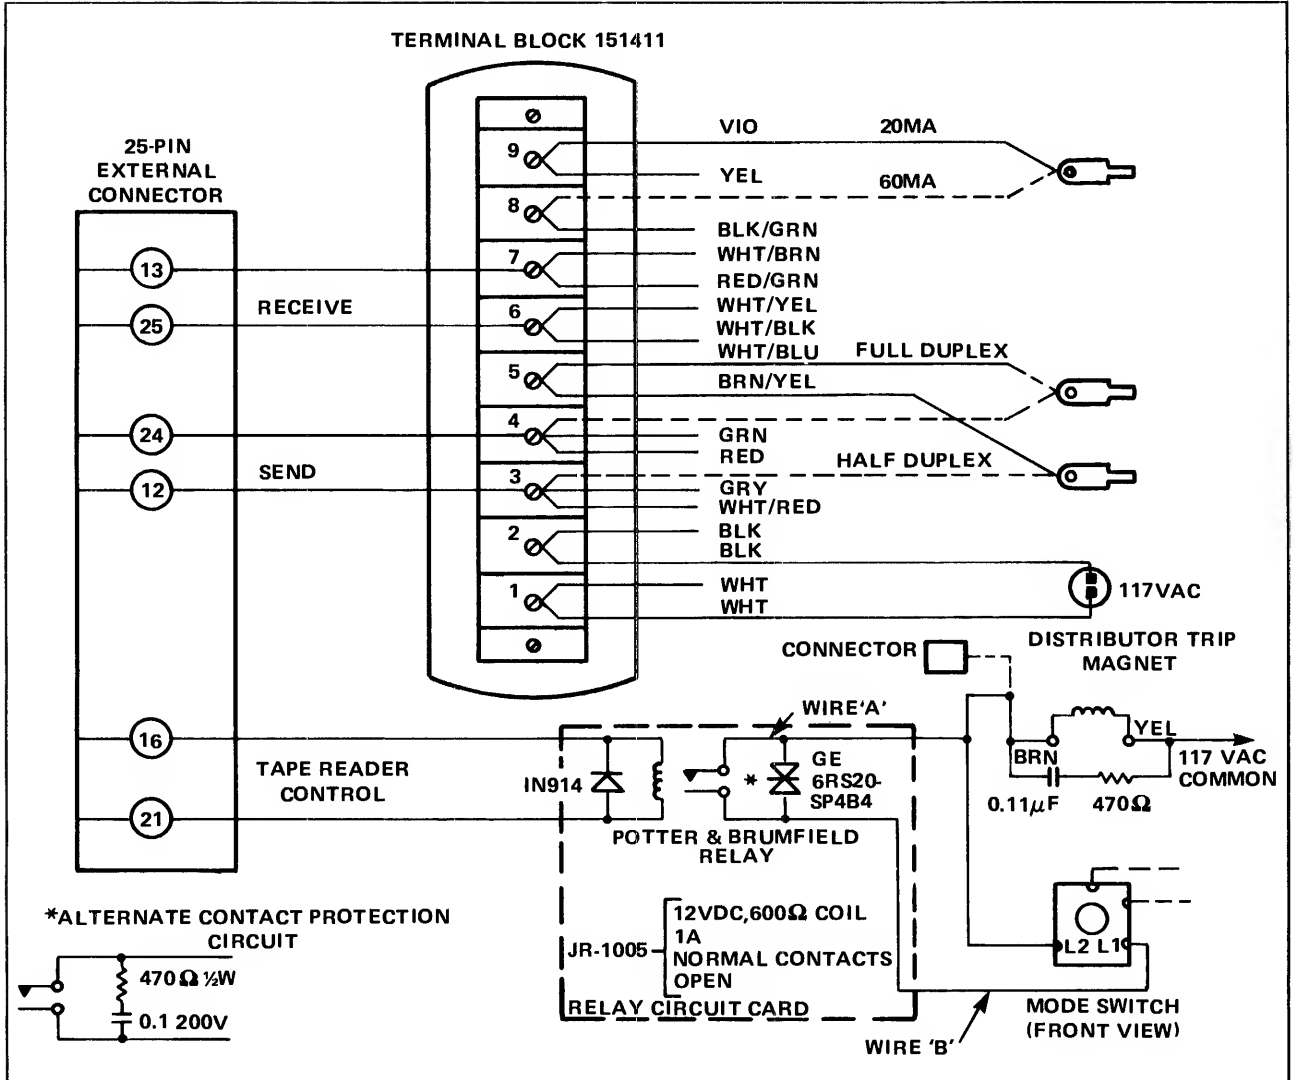 TERMINAL BLOCK 151411
25-PIN
EXTERNAL
CONNECTOR
13
25
24
12
16
21
RECEIVE
SEND
TAPE READER
CONTROL
9
8
7
6
5
4
3
2
1
VIO 20MA
YEL
60MA
BLK/GRN
WHT/BRN
RED/GRN
WHT/YEL
WHT/BLK
WHT/BLU FULL DUPLEX
BRN/YEL
GRN
RED
HALF DUPLEX
GRY
WHT/RED
BLK
BLK
WHT
WHT
117VAC
DISTRIBUTOR TRIP
MAGNET
CONNECTOR
WIRE 'A'
YEL
BRN
117 VAC
COMMON
0.11µF 470Ω
IN914
*
GE
6RS20-
SP4B4
POTTER & BRUMFIELD
RELAY
JR-1005
12VDC,600Ω COIL
1A
NORMAL CONTACTS
OPEN
RELAY CIRCUIT CARD
L2 L1
MODE SWITCH
(FRONT VIEW)
WIRE 'B'
*ALTERNATE CONTACT PROTECTION
CIRCUIT
470Ω ½W
0.1 200V